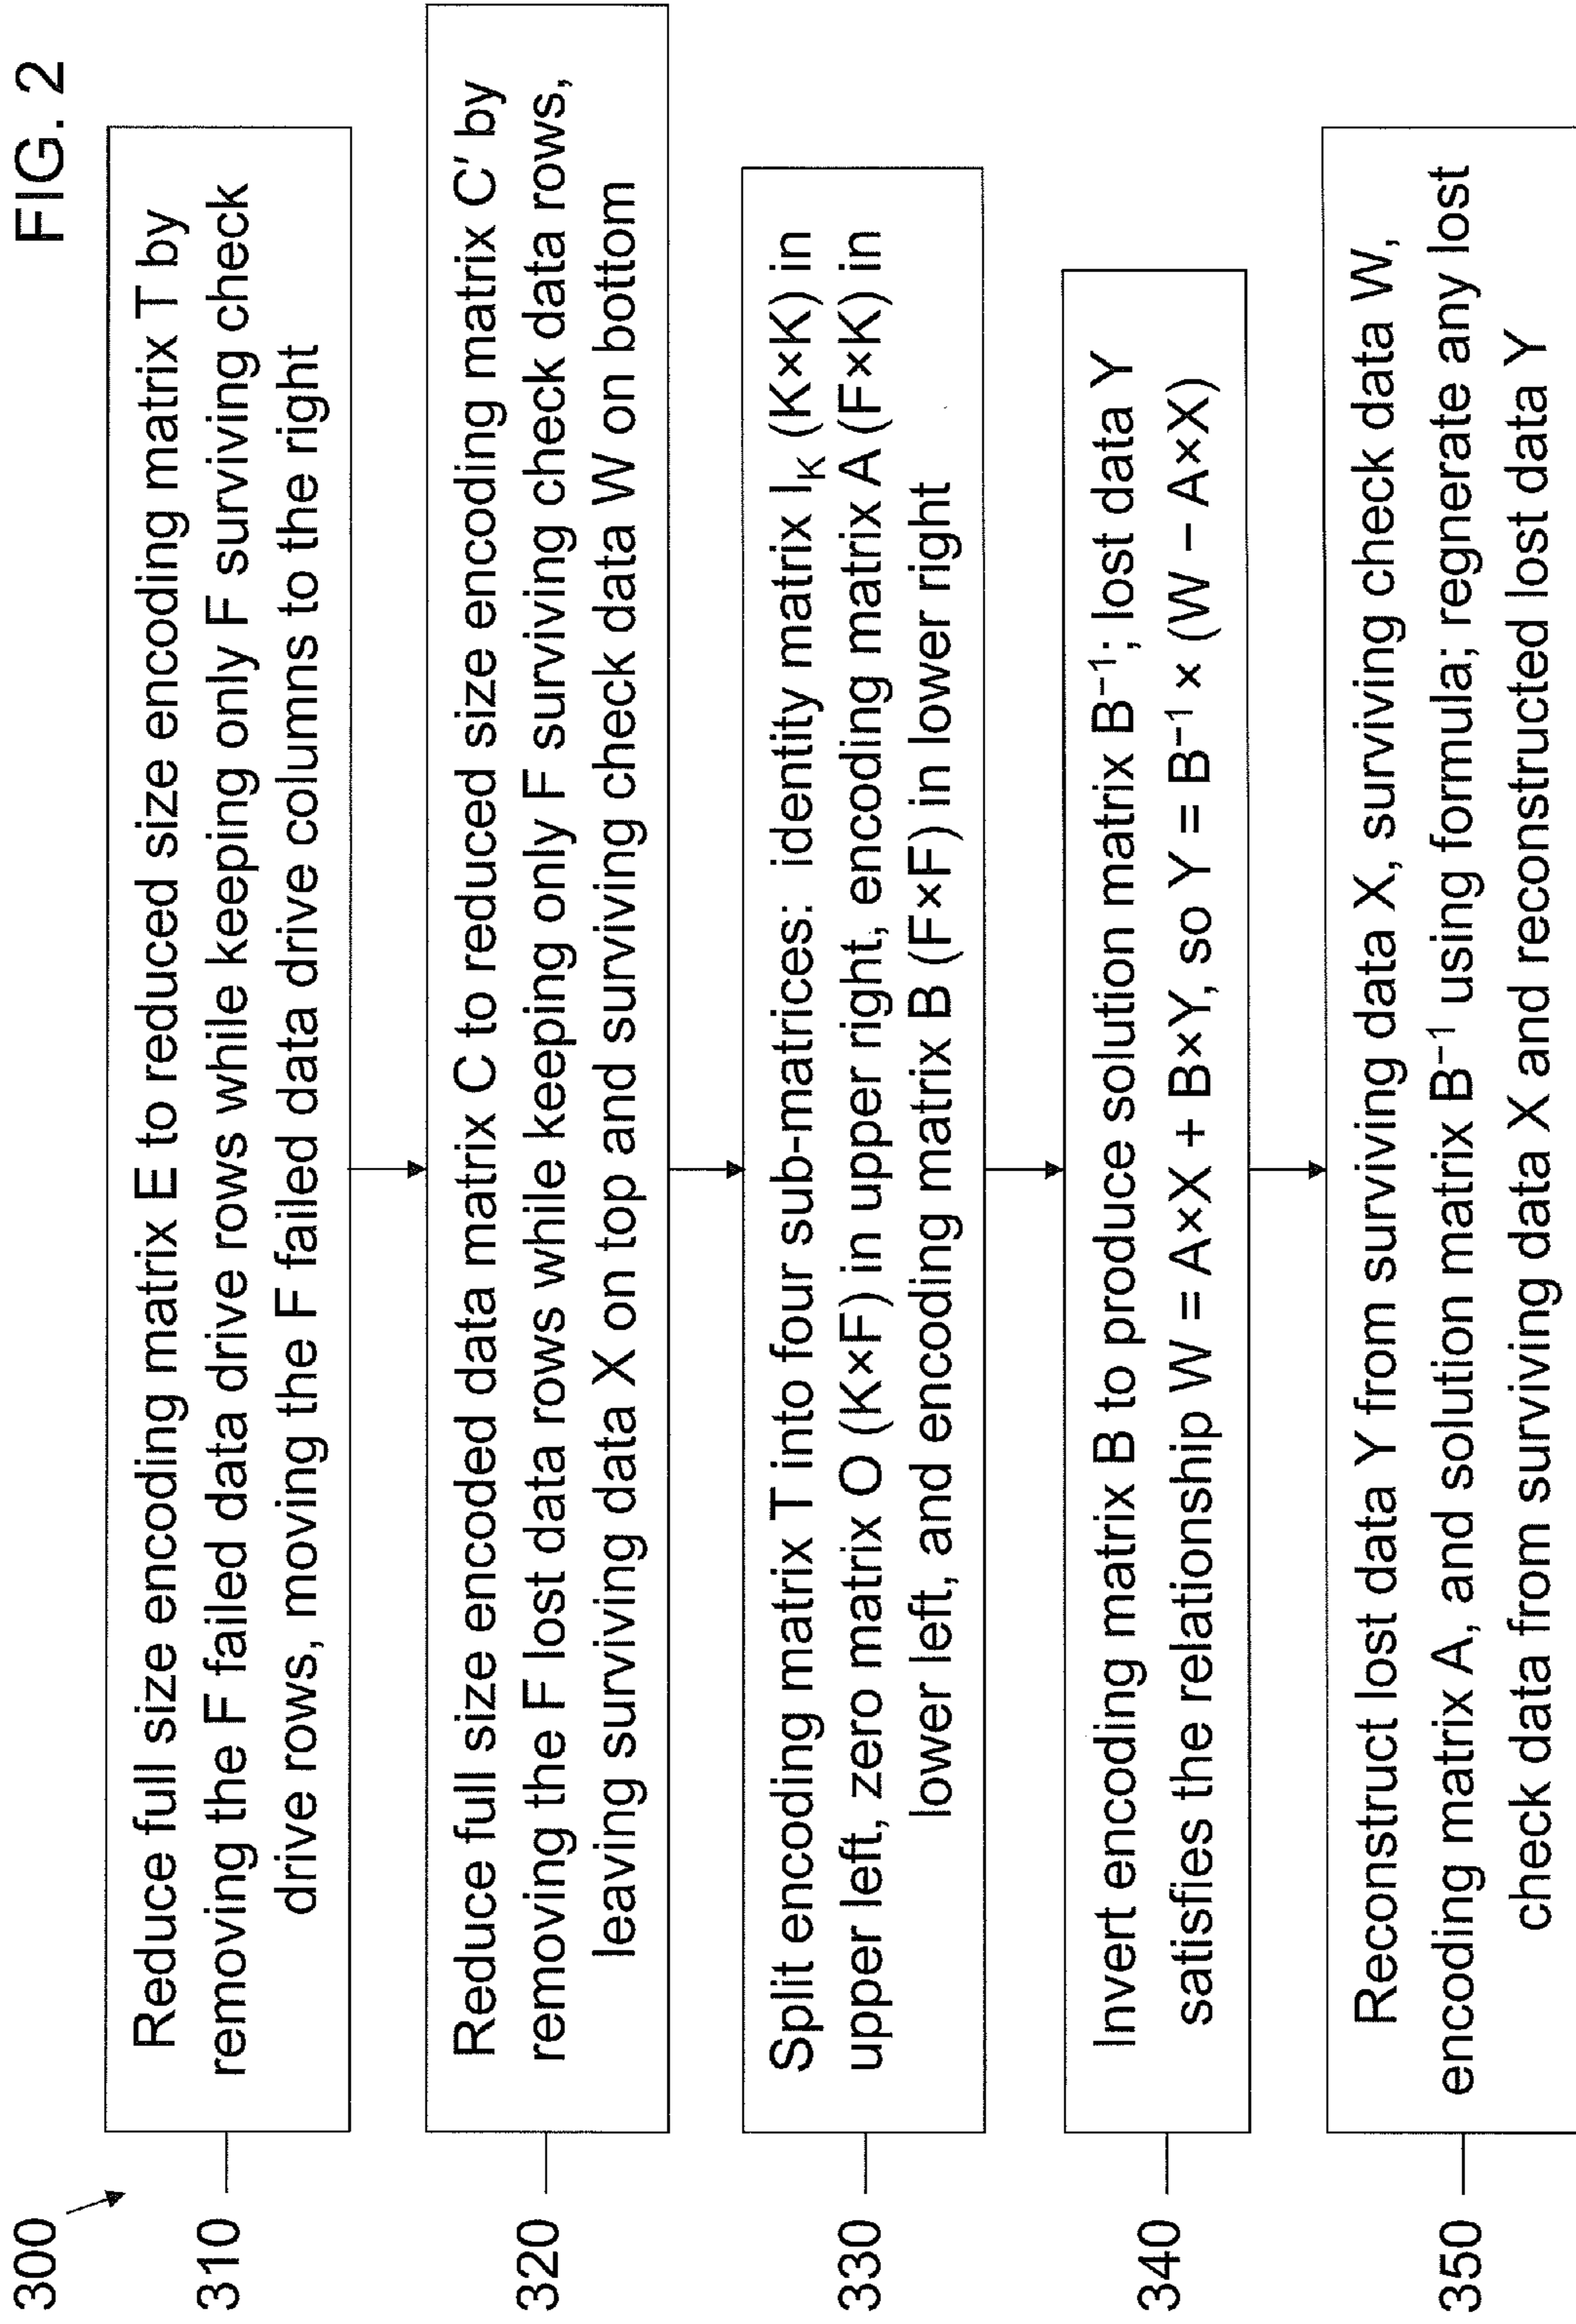 FIG. 2
300
310
Reduce full size encoding matrix E to reduced size encoding matrix T by
removing the F failed data drive rows while keeping only F surviving check
drive rows, moving the F failed data drive columns to the right
320
Reduce full size encoded data matrix C to reduced size encoding matrix C' by
removing the F lost data rows while keeping only F surviving check data rows,
leaving surviving data X on top and surviving check data W on bottom
330
Split encoding matrix T into four sub-matrices: identity matrix I_K (K×K) in
upper left, zero matrix O (K×F) in upper right, encoding matrix A (F×K) in
lower left, and encoding matrix B (F×F) in lower right
340
Invert encoding matrix B to produce solution matrix B⁻¹; lost data Y
satisfies the relationship W = A×X + B×Y, so Y = B⁻¹ × (W − A×X)
350
Reconstruct lost data Y from surviving data X, surviving check data W,
encoding matrix A, and solution matrix B⁻¹ using formula; regnerate any lost
check data from surviving data X and reconstructed lost data Y